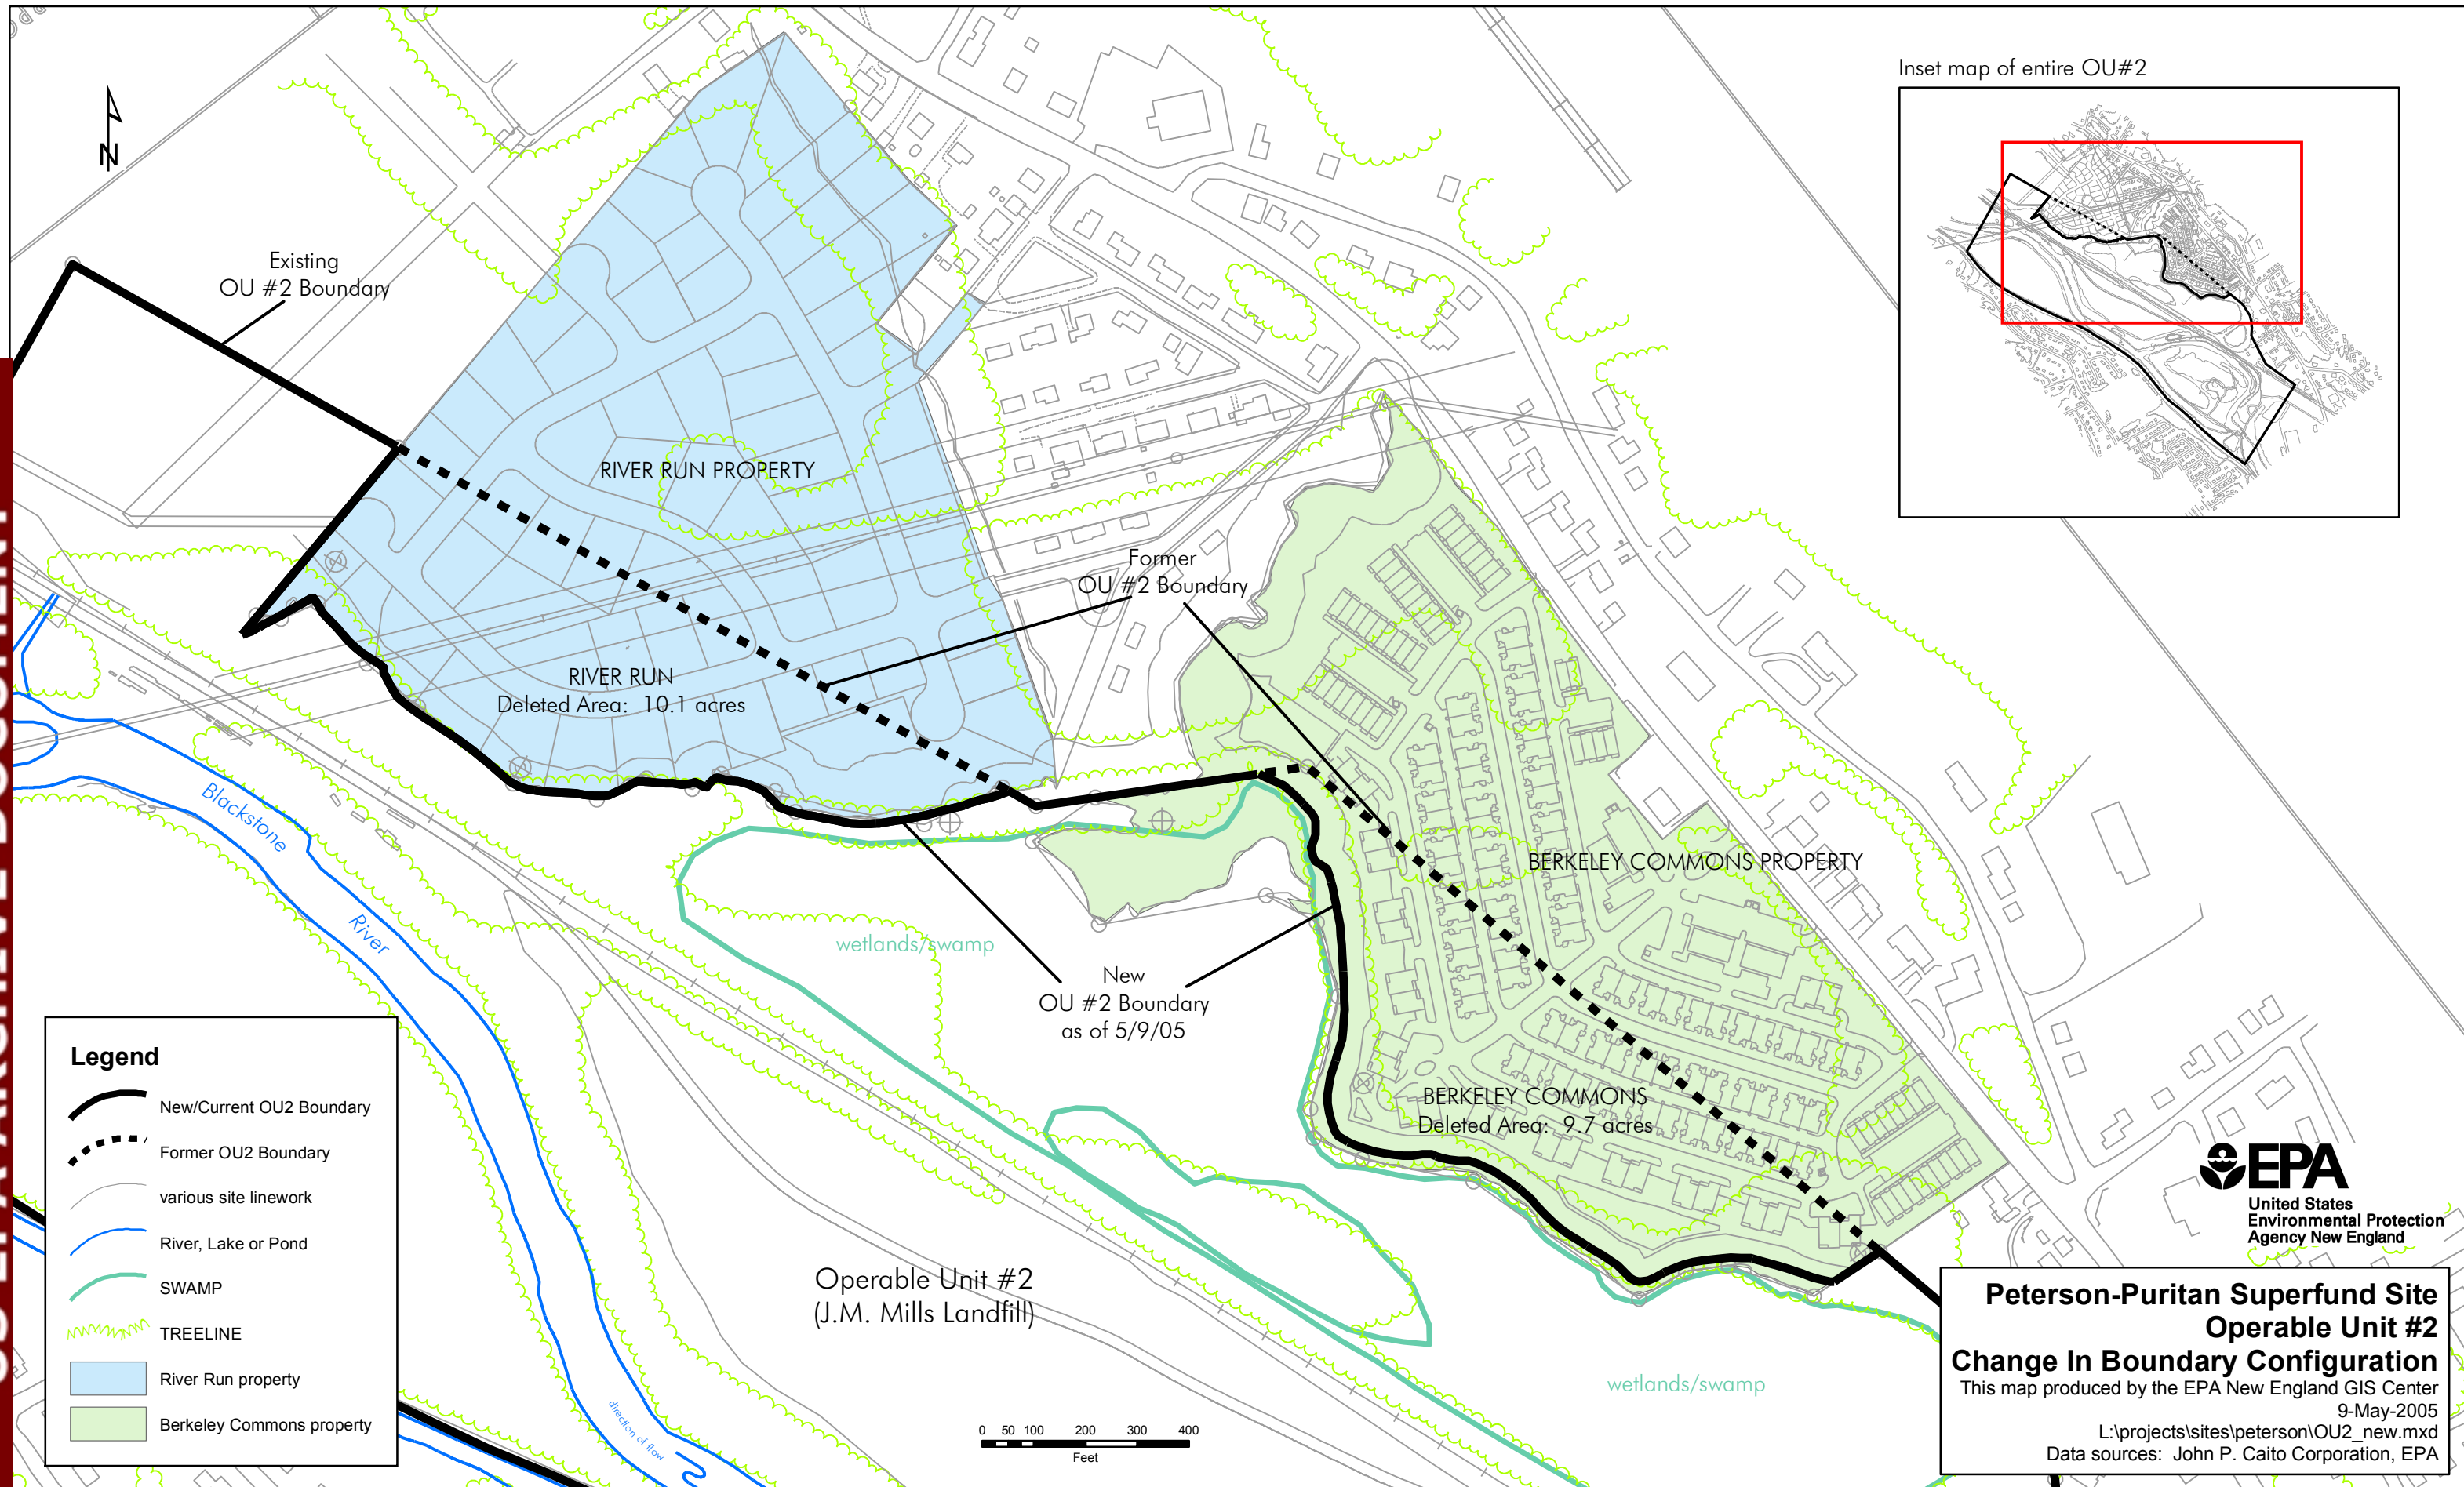 Inset map of entire OU#2
N
Existing
OU #2 Boundary
RIVER RUN PROPERTY
Former
OU #2 Boundary
RIVER RUN
Deleted Area: 10.1 acres
Blackstone
River
BERKELEY COMMONS PROPERTY
wetlands/swamp
New
OU #2 Boundary
as of 5/9/05
BERKELEY COMMONS
Deleted Area: 9.7 acres
Operable Unit #2
(J.M. Mills Landfill)
wetlands/swamp
direction of flow
Legend
New/Current OU2 Boundary
Former OU2 Boundary
various site linework
River, Lake or Pond
SWAMP
TREELINE
River Run property
Berkeley Commons property
0 50 100 200 300 400
Feet
EPA
United States
Environmental Protection
Agency New England
Peterson-Puritan Superfund Site
Operable Unit #2
Change In Boundary Configuration
This map produced by the EPA New England GIS Center
9-May-2005
L:\projects\sites\peterson\OU2_new.mxd
Data sources: John P. Caito Corporation, EPA